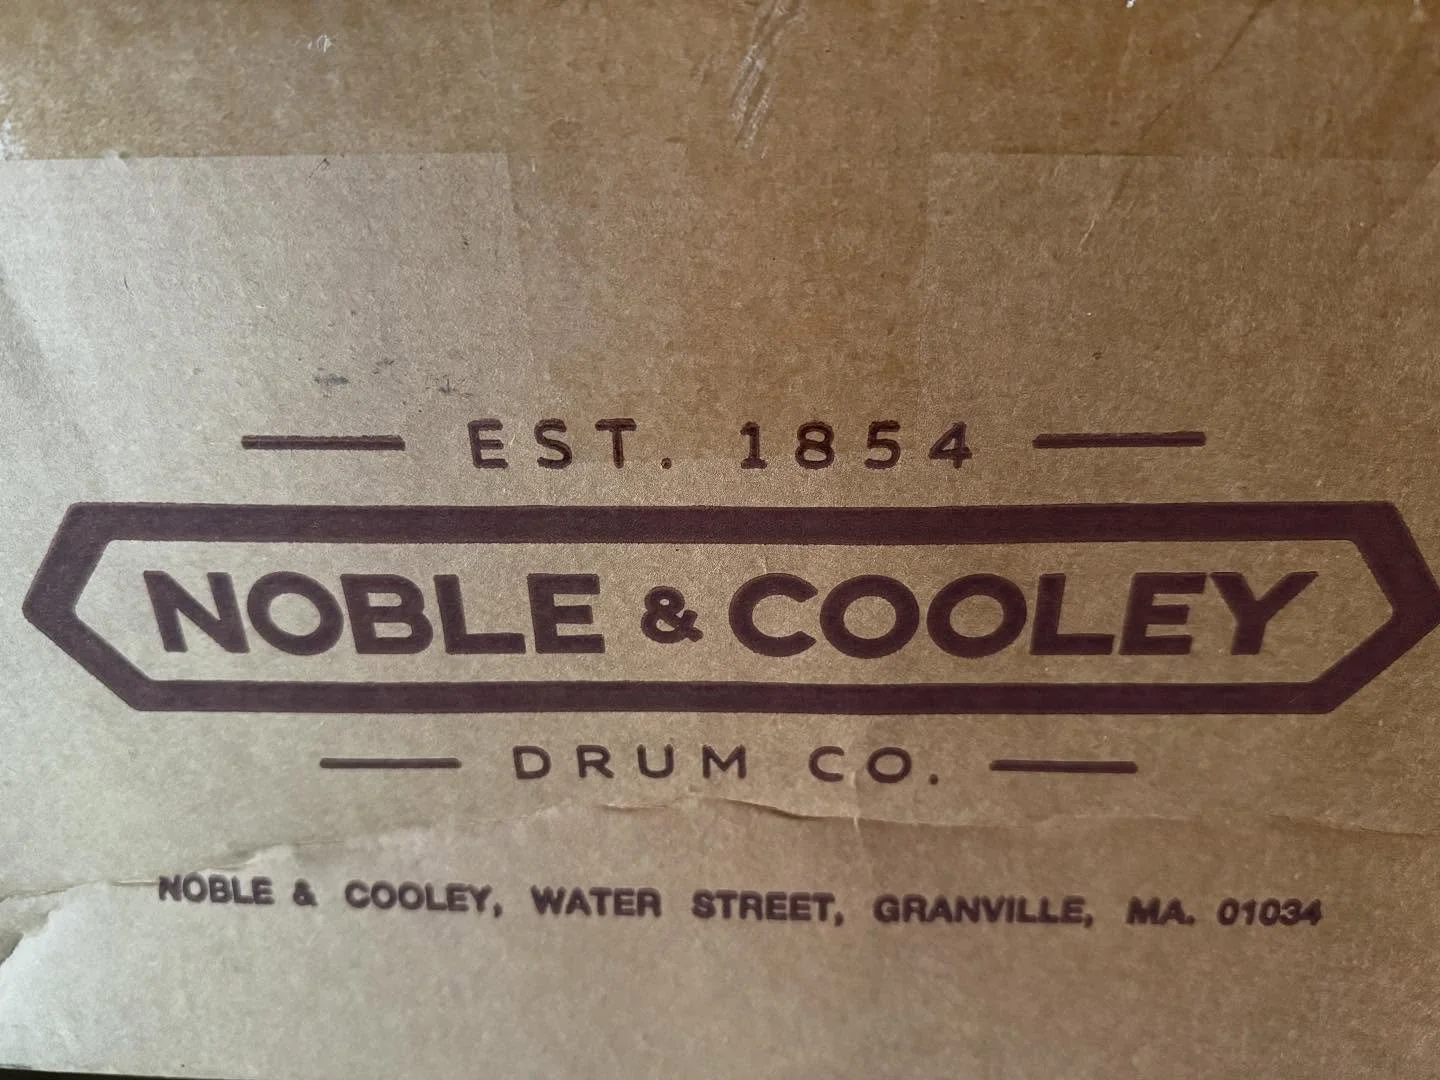 EST. 1854
NOBLE & COOLEY
DRUM CO.
NOBLE & COOLEY, WATER STREET, GRANVILLE, MA. 01034